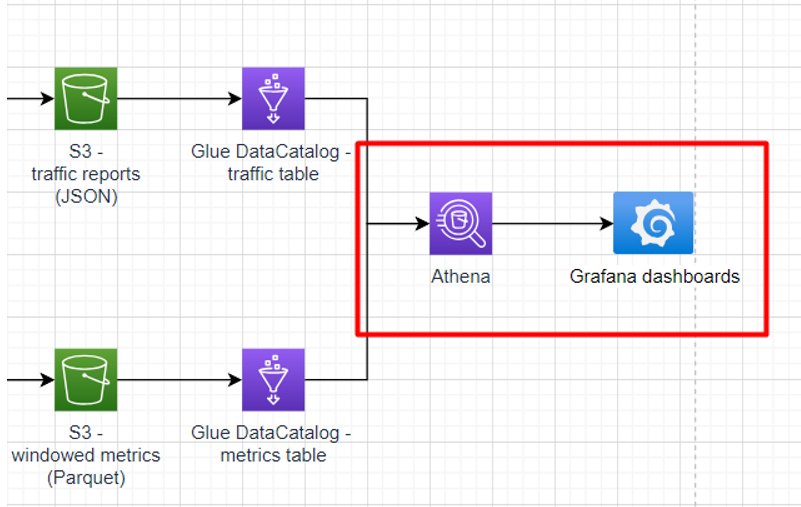 S3 -
traffic reports
(JSON)
Glue DataCatalog -
traffic table
Athena
Grafana dashboards
S3 -
windowed metrics
(Parquet)
Glue DataCatalog -
metrics table